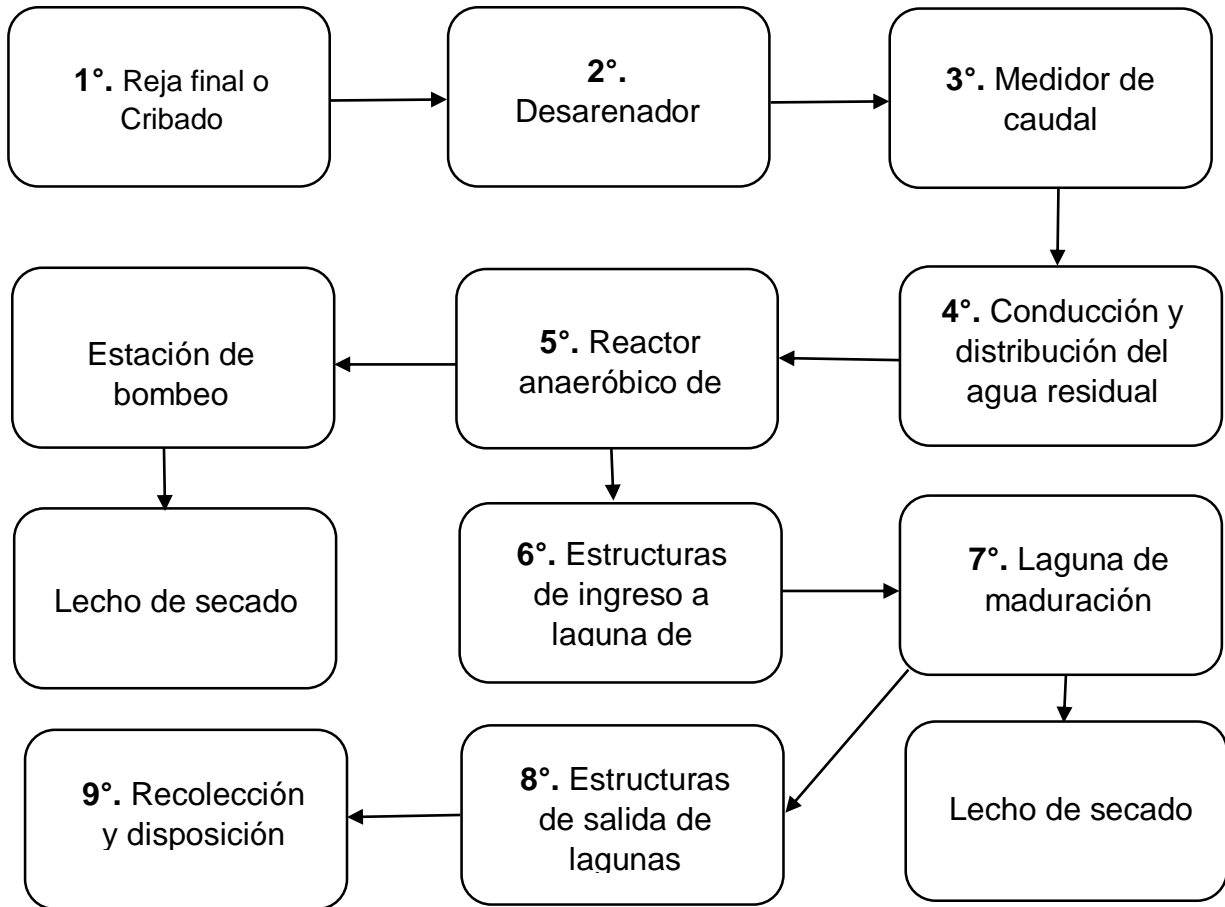 1°. Reja final o
Cribado
2°.
Desarenador
3°. Medidor de
caudal
4°. Conducción y
distribución del
agua residual
5°. Reactor
anaeróbico de
Estación de
bombeo
Lecho de secado
6°. Estructuras
de ingreso a
laguna de
7°. Laguna de
maduración
Lecho de secado
8°. Estructuras
de salida de
lagunas
9°. Recolección
y disposición